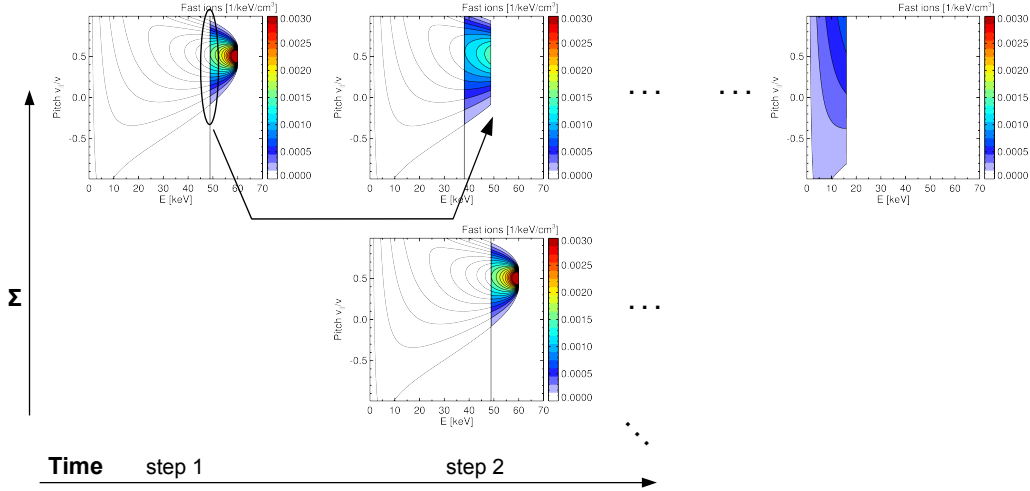 Fast ions [1/keV/cm³]
Pitch v∥/v
0.5
0.0
-0.5
0 10 20 30 40 50 60 70
E [keV]
0.0030
0.0025
0.0020
0.0015
0.0010
0.0005
0.0000
Fast ions [1/keV/cm³]
Pitch v∥/v
0.5
0.0
-0.5
0 10 20 30 40 50 60 70
E [keV]
0.0030
0.0025
0.0020
0.0015
0.0010
0.0005
0.0000
... ...
Fast ions [1/keV/cm³]
Pitch v∥/v
0.5
0.0
-0.5
0 10 20 30 40 50 60 70
E [keV]
0.0030
0.0025
0.0020
0.0015
0.0010
0.0005
0.0000
Σ
Fast ions [1/keV/cm³]
Pitch v∥/v
0.5
0.0
-0.5
0 10 20 30 40 50 60 70
E [keV]
0.0030
0.0025
0.0020
0.0015
0.0010
0.0005
0.0000
...
...
Time step 1 step 2